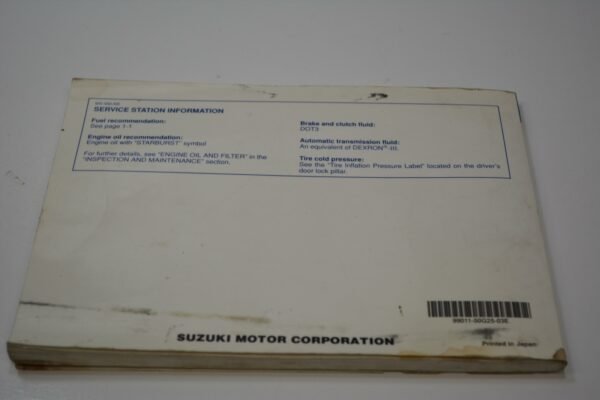 SERVICE STATION INFORMATION
Fuel recommendation:
See page 1-1
Engine oil recommendation:
Engine oil with "STARBURST" symbol
For further details, see "ENGINE OIL AND FILTER" in the
"INSPECTION AND MAINTENANCE" section.
Brake and clutch fluid:
DOT3
Automatic transmission fluid:
An equivalent of DEXRON®-III.
Tire cold pressure:
See the "Tire Inflation Pressure Label" located on the driver's
door lock pillar.
99011-50G25-03E
SUZUKI MOTOR CORPORATION
Printed in Japan